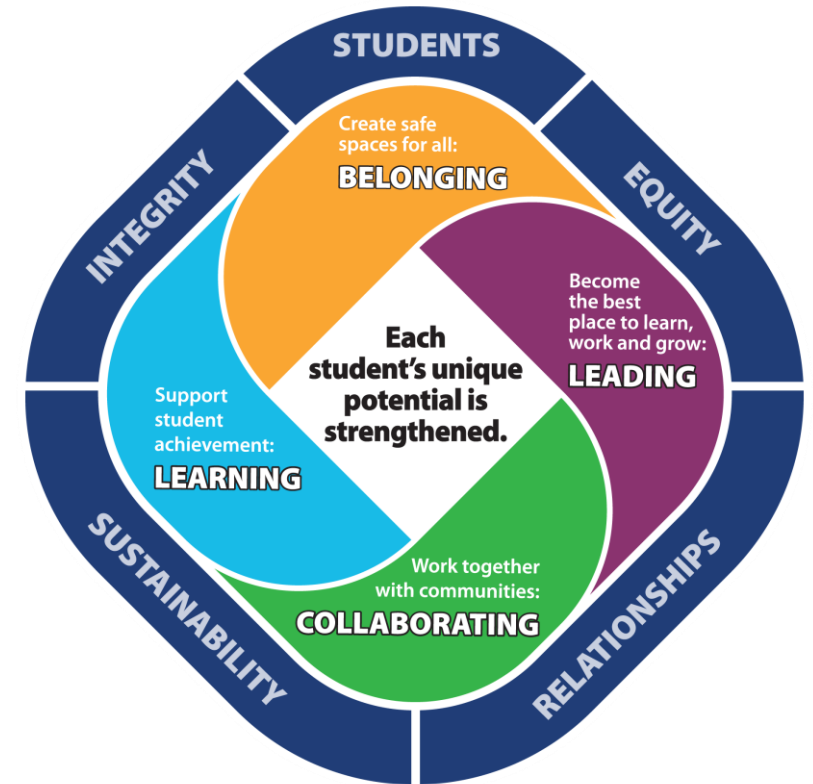 STUDENTS
INTEGRITY
EQUITY
Create safe
spaces for all:
BELONGING
Become
the best
place to learn,
work and grow:
LEADING
Each
student's unique
potential is
strengthened.
Support
student
achievement:
LEARNING
Work together
with communities:
COLLABORATING
SUSTAINABILITY
RELATIONSHIPS